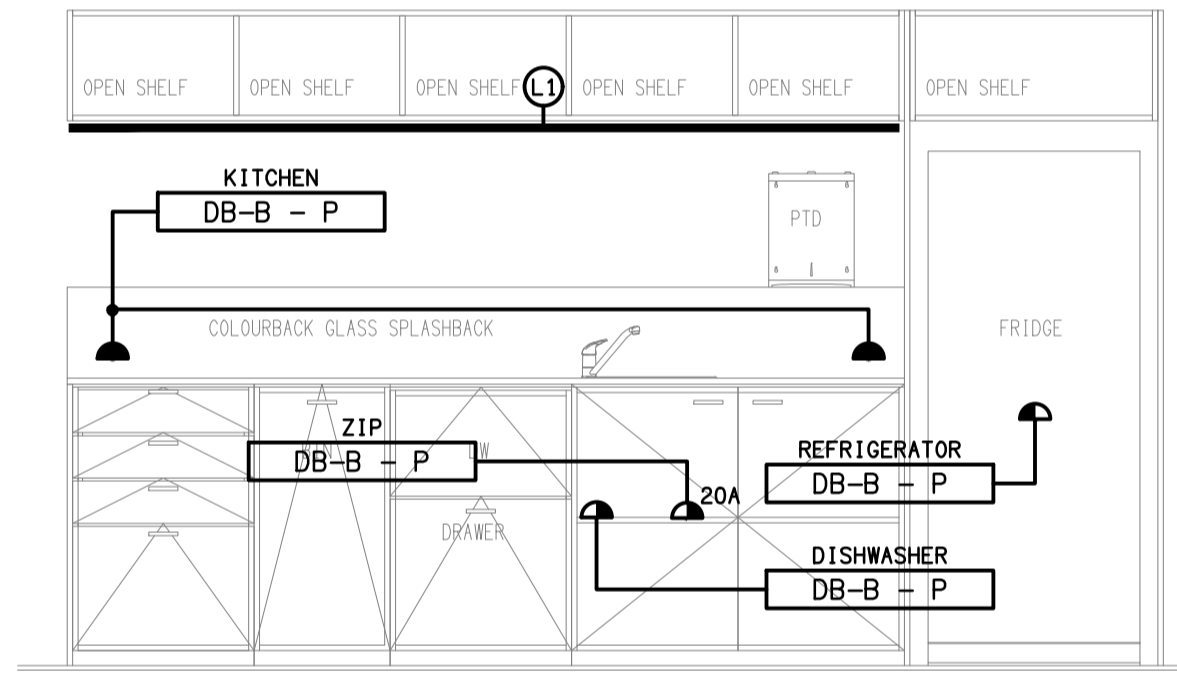 OPEN SHELF OPEN SHELF OPEN SHELF L1 OPEN SHELF OPEN SHELF OPEN SHELF
KITCHEN
DB-B - P
PTD
COLOURBACK GLASS SPLASHBACK
FRIDGE
ZIP
BIN
DB-B - P
DW
20A
REFRIGERATOR
DB-B - P
DRAWER
DISHWASHER
DB-B - P